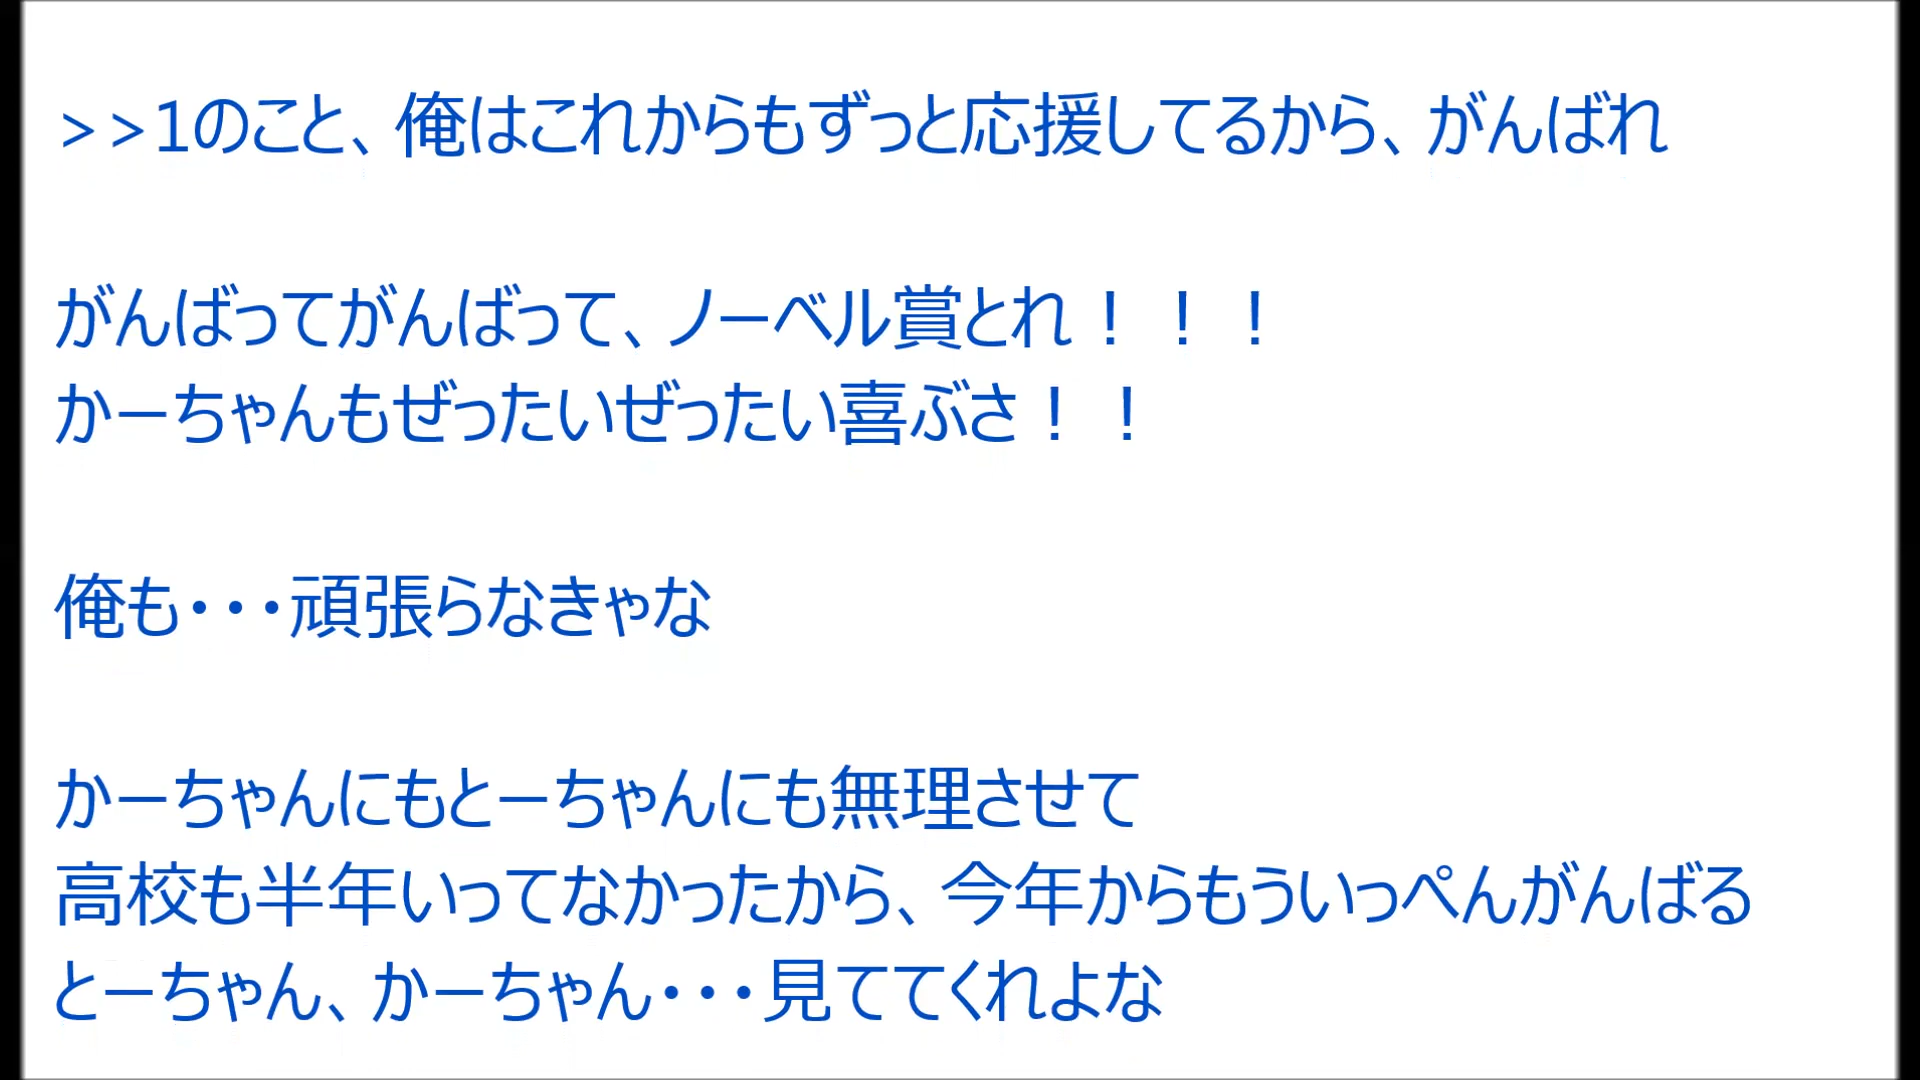 >>1のこと、俺はこれからもずっと応援してるから、がんばれ
がんばってがんばって、ノーベル賞とれ！！！
かーちゃんもぜったいぜったい喜ぶさ！！
俺も・・・頑張らなきゃな
かーちゃんにもとーちゃんにも無理させて
高校も半年いってなかったから、今年からもういっぺんがんばる
とーちゃん、かーちゃん・・・見ててくれよな